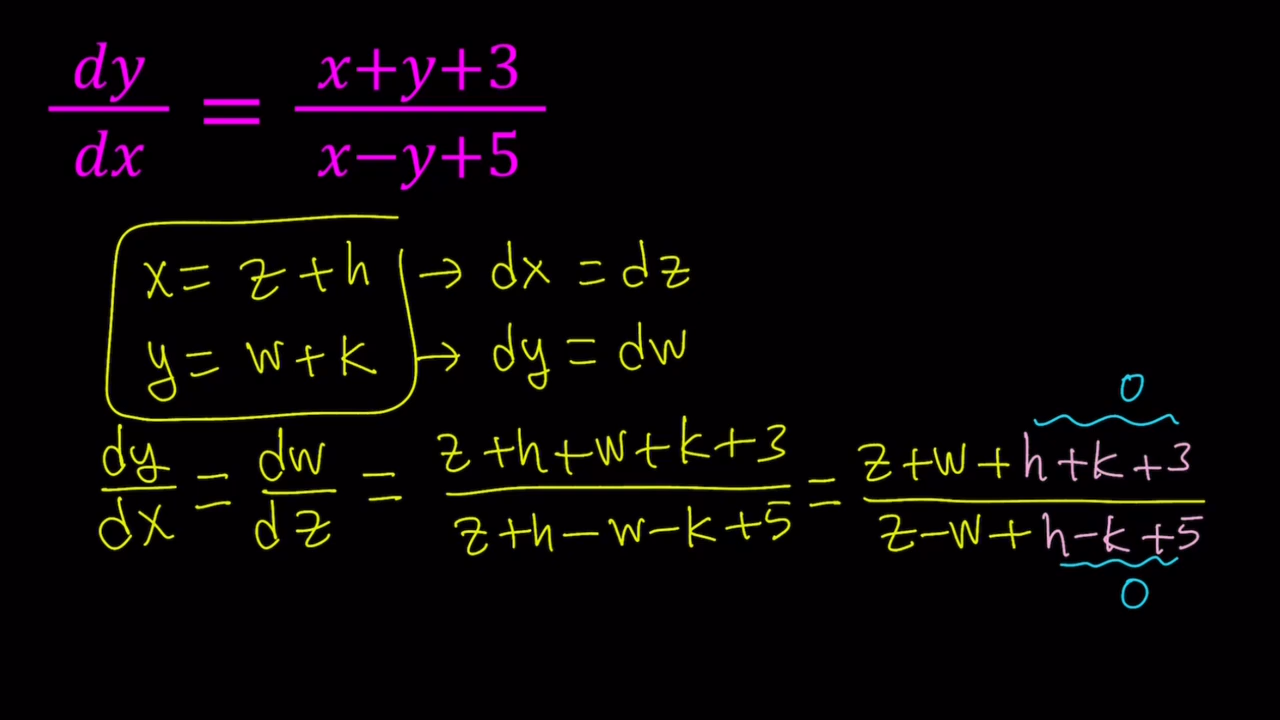 dy/dx = (x+y+3)/(x−y+5)
x = z + h → dx = dz
y = w + k → dy = dw
0
dy/dx = dw/dz = (z+h+w+k+3)/(z+h−w−k+5) = (z+w+h+k+3)/(z−w+h−k+5)
0